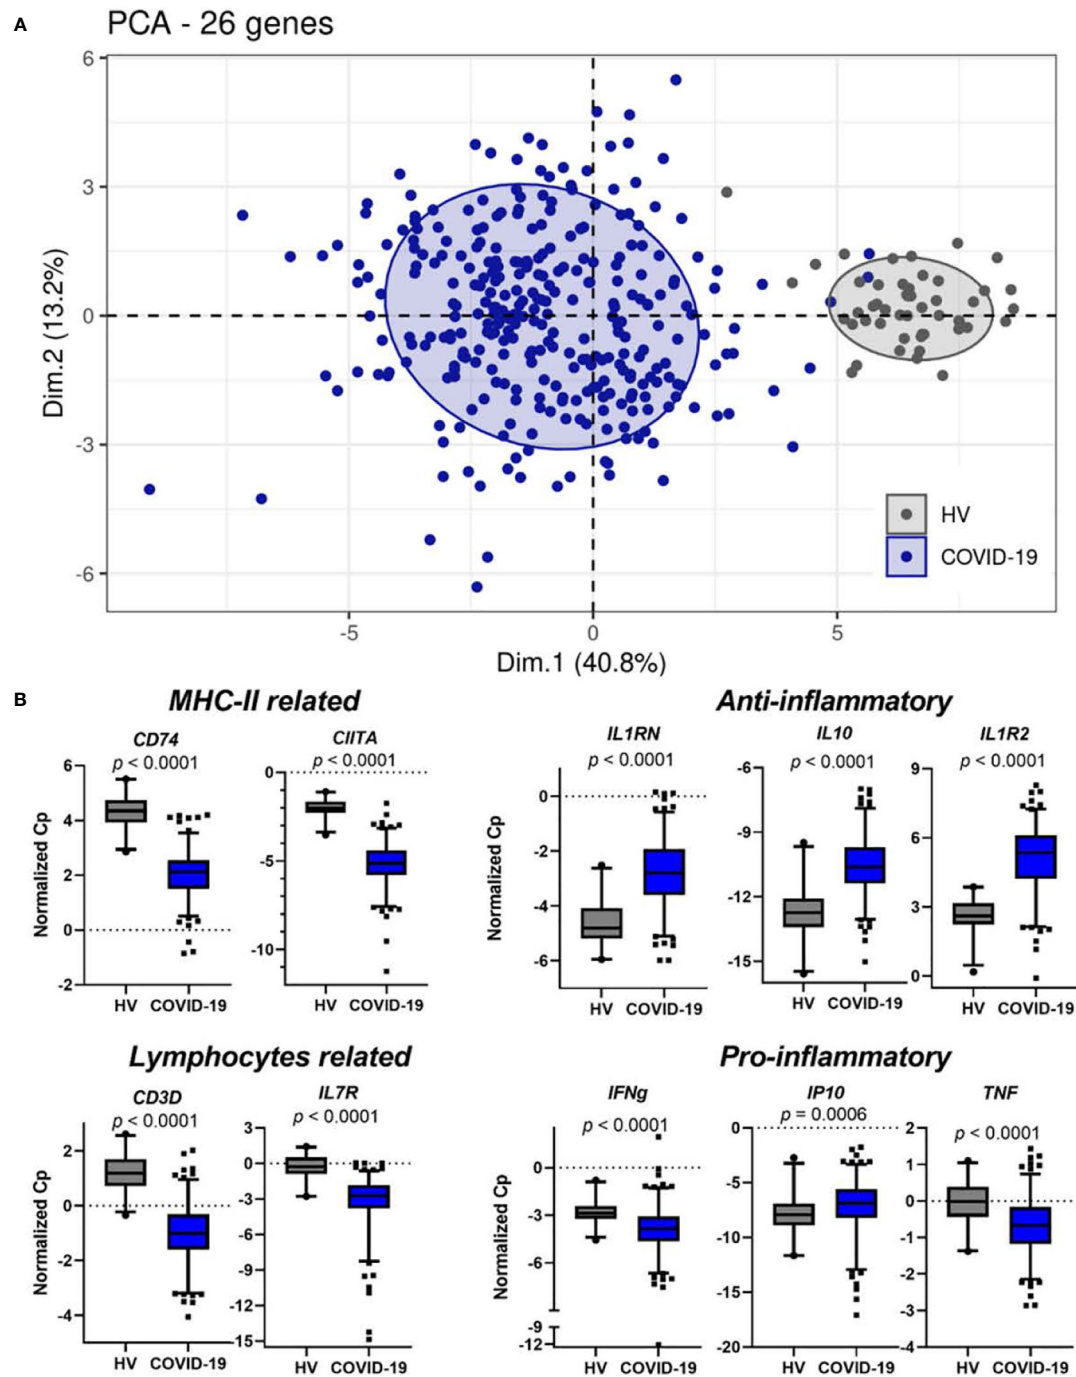 A
PCA - 26 genes
6
3
0
-3
-6
Dim.2 (13.2%)
-5
0
5
Dim.1 (40.8%)
HV
COVID-19
B
MHC-II related
Anti-inflammatory
CD74
p < 0.0001
CIITA
p < 0.0001
IL1RN
p < 0.0001
IL10
p < 0.0001
IL1R2
p < 0.0001
Normalized Cp
6
4
2
0
-2
HV COVID-19
0
-5
-10
HV COVID-19
Normalized Cp
0
-2
-4
-6
HV COVID-19
-6
-9
-12
-15
HV COVID-19
9
6
3
0
HV COVID-19
Lymphocytes related
Pro-inflammatory
CD3D
p < 0.0001
IL7R
p < 0.0001
IFNg
p < 0.0001
IP10
p = 0.0006
TNF
p < 0.0001
Normalized Cp
2
0
-2
-4
HV COVID-19
3
0
-3
-6
-9
-12
-15
HV COVID-19
Normalized Cp
0
-3
-6
-9
-12
HV COVID-19
0
-5
-10
-15
-20
HV COVID-19
2
1
0
-1
-2
-3
-4
HV COVID-19